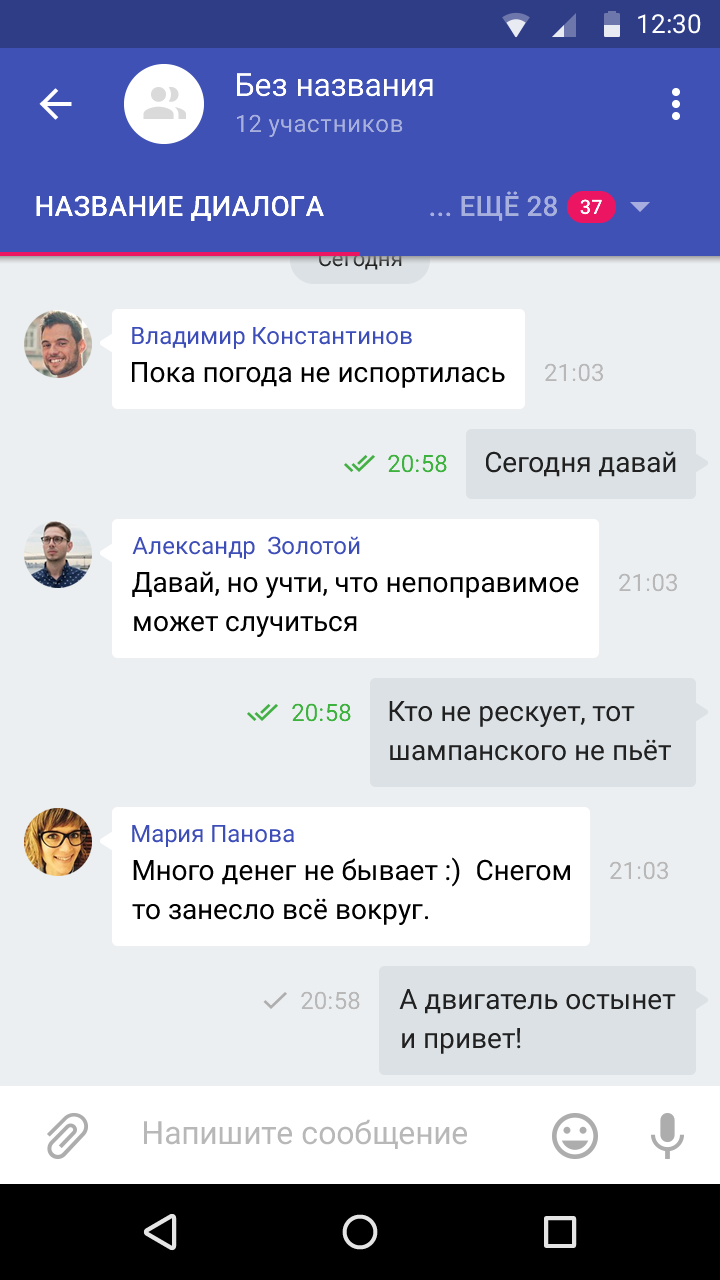 12:30
Без названия
12 участников
НАЗВАНИЕ ДИАЛОГА
... ЕЩЁ 28 37
Сегодня
Владимир Константинов
Пока погода не испортилась 21:03
20:58 Сегодня давай
Александр  Золотой
Давай, но учти, что непоправимое 21:03
может случиться
20:58 Кто не рескует, тот
шампанского не пьёт
Мария Панова
Много денег не бывает :)  Снегом 21:03
то занесло всё вокруг.
20:58 А двигатель остынет
и привет!
Напишите сообщение